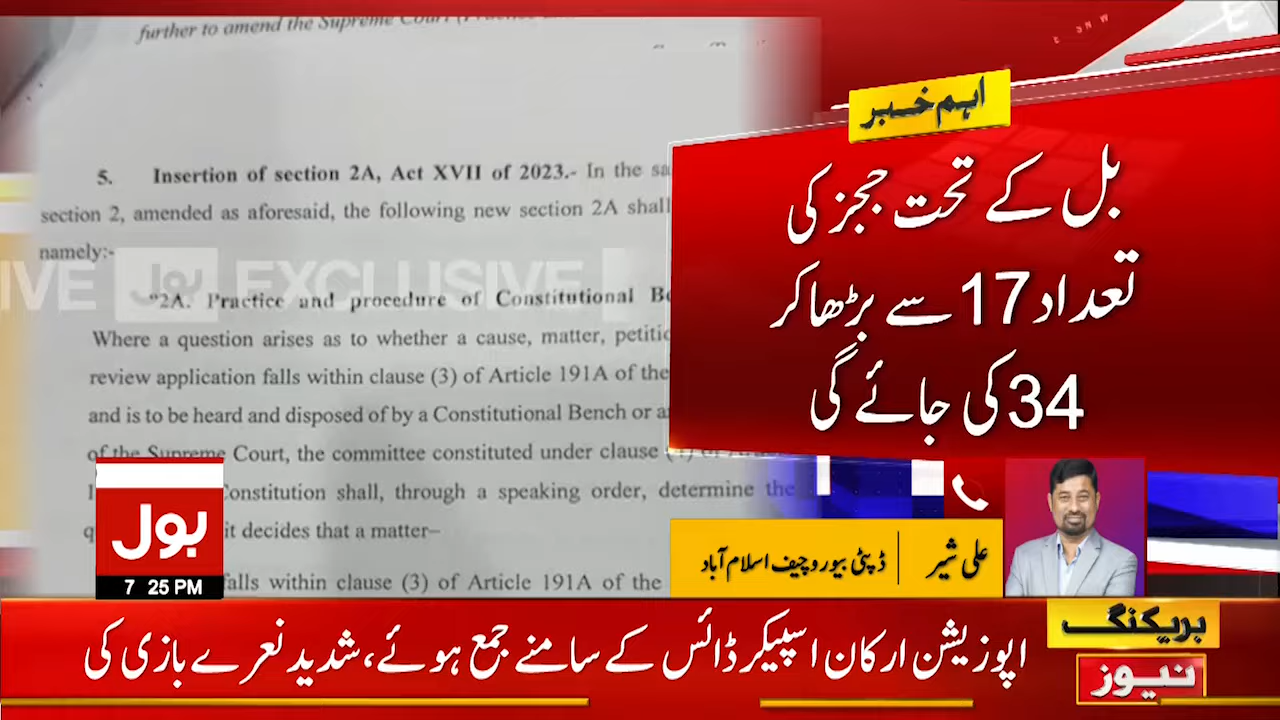 further to amend the Supreme Court (Practice
5. Insertion of section 2A, Act XVII of 2023.- In the
section 2, amended as aforesaid, the following new section 2A shall
namely:-
EXCLUSIVE
"2A. Practice and procedure of Constitutional
Where a question arises as to whether a cause, matter,
review application falls within clause (3) of Article 191A of the
and is to be heard and disposed of by a Constitutional Bench or
of the Supreme Court, the committee constituted under clause
Constitution shall, through a speaking order, determine the
it decides that a matter–
falls within clause (3) of Article 191A of the
اہم خبر
بل کے تحت ججز کی
تعداد 17 سے بڑھا کر
34 کی جائے گی
علی شیر
ڈپٹی بیورو چیف اسلام آباد
بول
7 25 PM
بریکنگ
نیوز
اپوزیشن ارکان اسپیکر ڈائس کے سامنے جمع ہوئے، شدید نعرے بازی کی